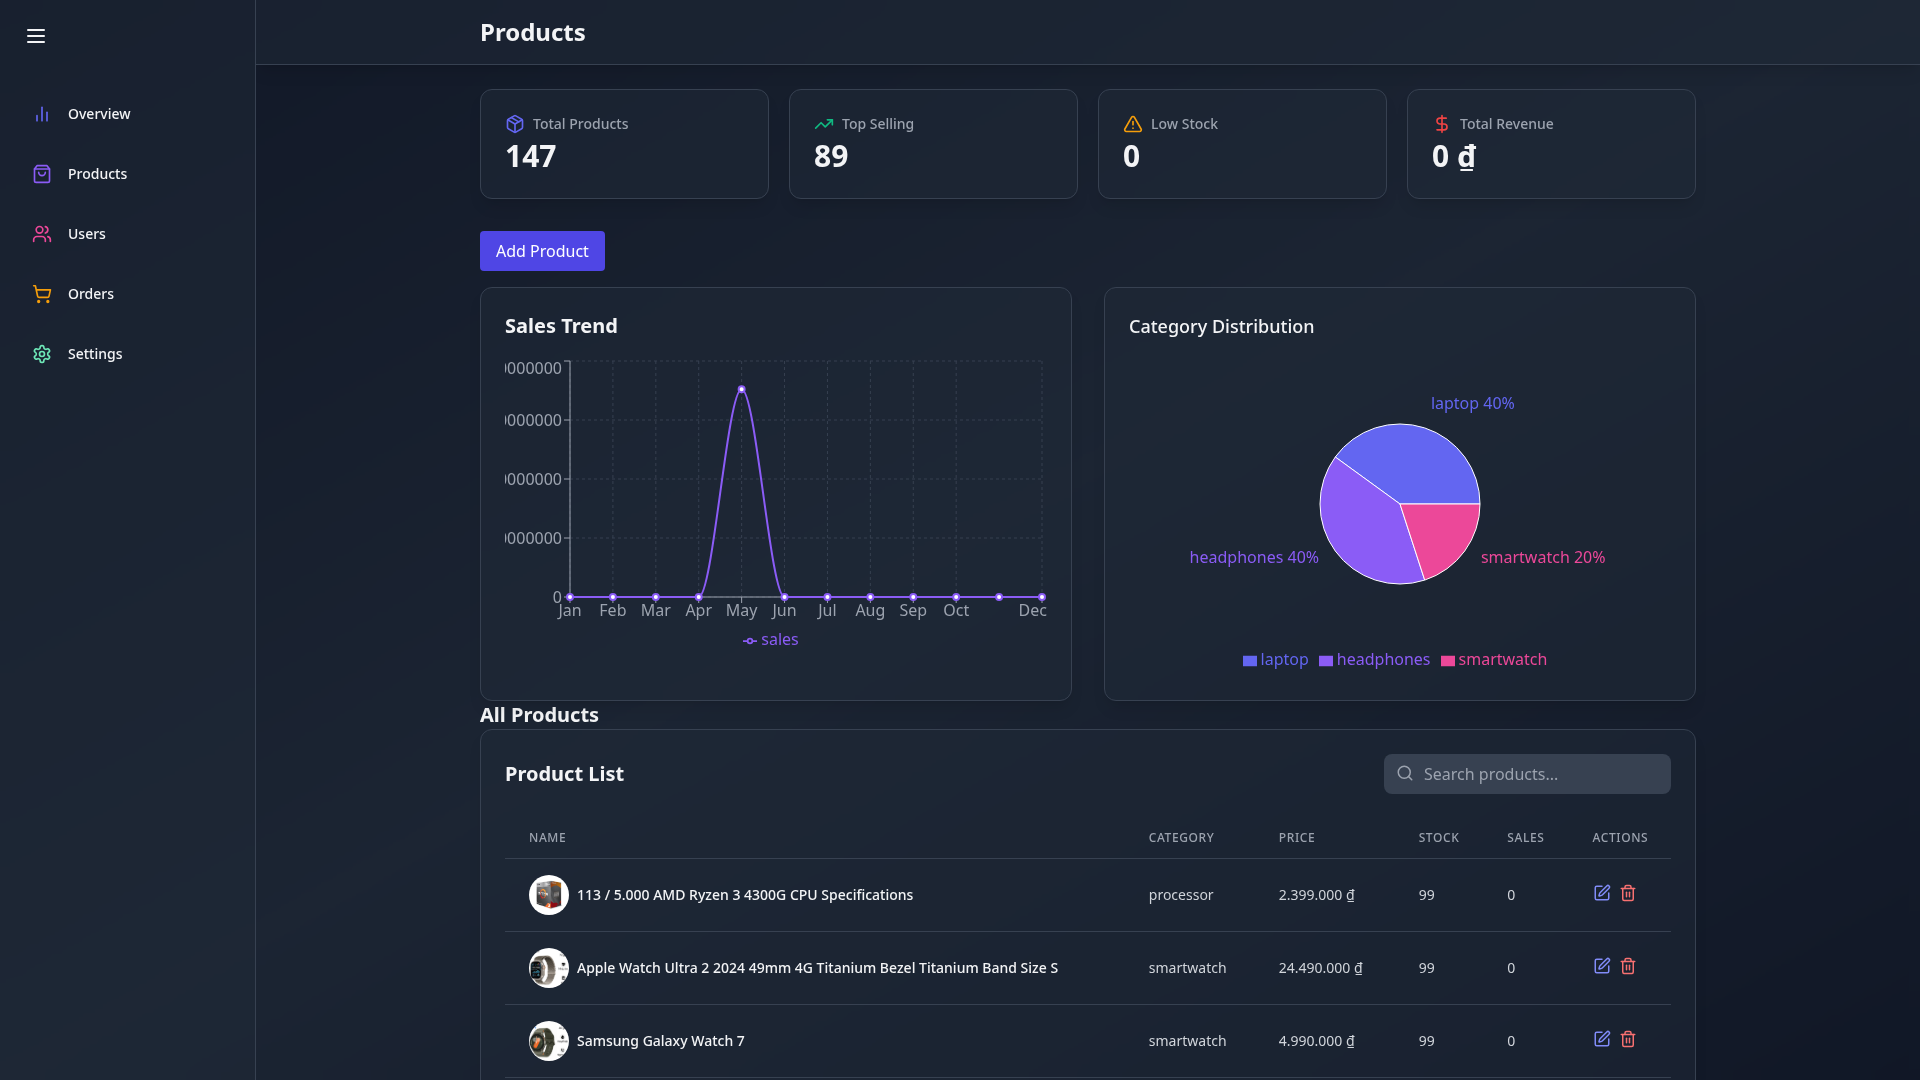 Products
Overview
Products
Users
Orders
Settings
Total Products
147
Top Selling
89
Low Stock
0
Total Revenue
0 ₫
Add Product
Sales Trend
0000000
0000000
0000000
0000000
0
Jan Feb Mar Apr May Jun Jul Aug Sep Oct Dec
sales
Category Distribution
laptop 40%
headphones 40%
smartwatch 20%
laptop headphones smartwatch
All Products
Product List
Search products...
NAME CATEGORY PRICE STOCK SALES ACTIONS
113 / 5.000 AMD Ryzen 3 4300G CPU Specifications processor 2.399.000 ₫ 99 0
Apple Watch Ultra 2 2024 49mm 4G Titanium Bezel Titanium Band Size S smartwatch 24.490.000 ₫ 99 0
Samsung Galaxy Watch 7 smartwatch 4.990.000 ₫ 99 0